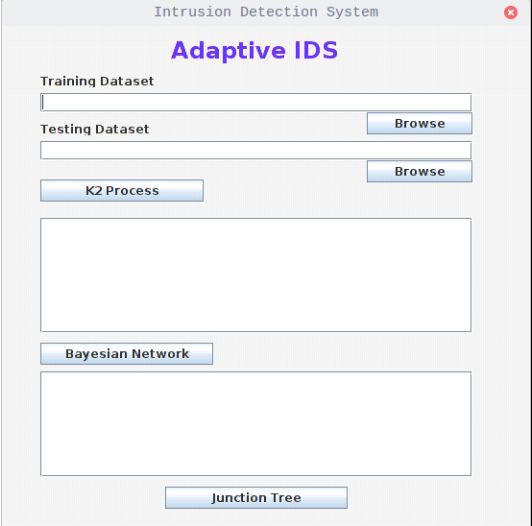 Intrusion Detection System
Adaptive IDS
Training Dataset
Browse
Testing Dataset
Browse
K2 Process
Bayesian Network
Junction Tree